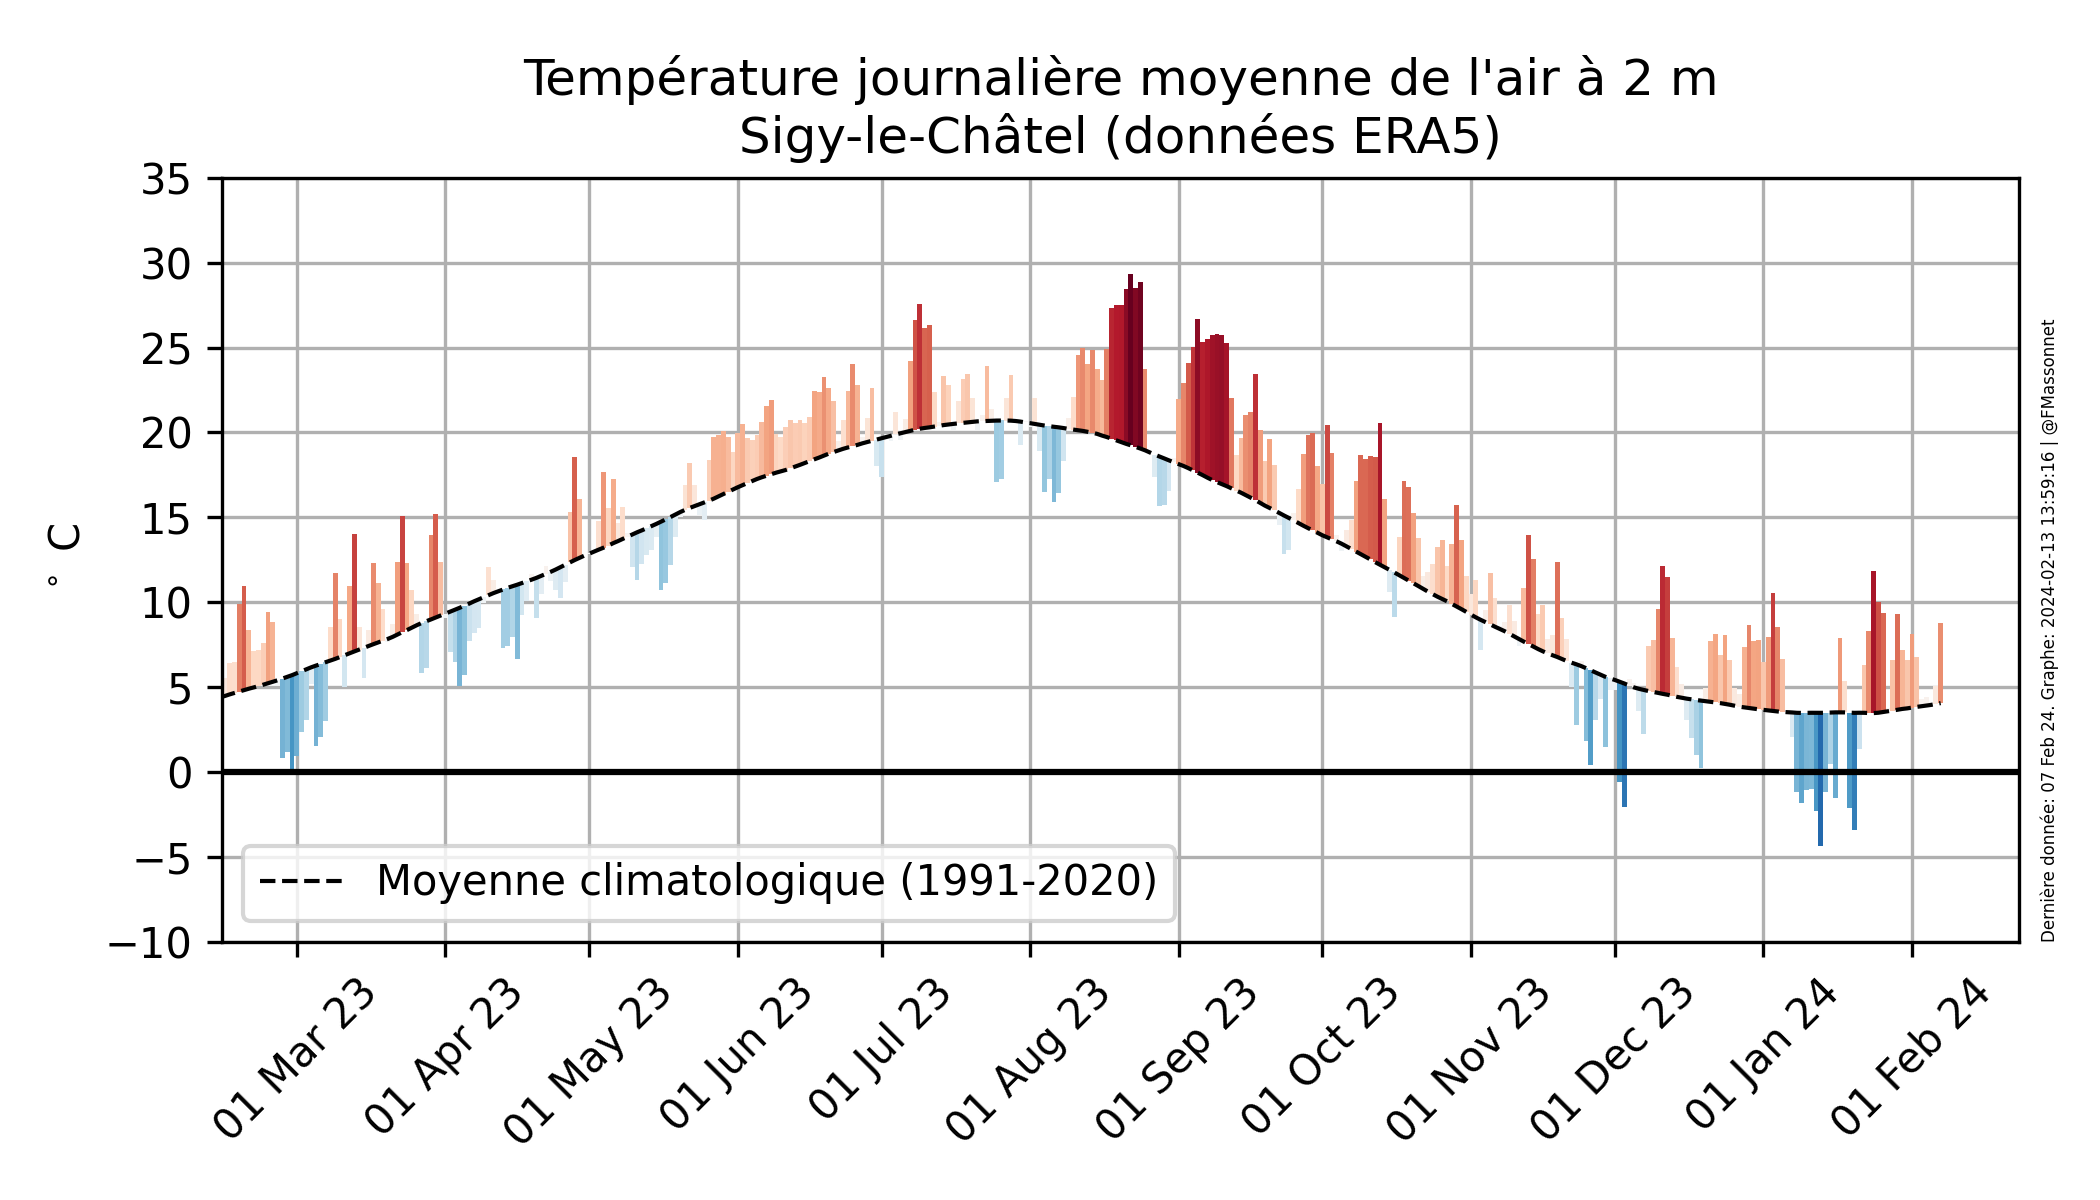 Température journalière moyenne de l'air à 2 m
Sigy-le-Châtel (données ERA5)
35
30
25
20
15
10
5
0
−5
−10
° C
Moyenne climatologique (1991-2020)
01 Mar 23
01 Apr 23
01 May 23
01 Jun 23
01 Jul 23
01 Aug 23
01 Sep 23
01 Oct 23
01 Nov 23
01 Dec 23
01 Jan 24
01 Feb 24
Dernière donnée: 07 Feb 24. Graphe: 2024-02-13 13:59:16 | @FMassonnet